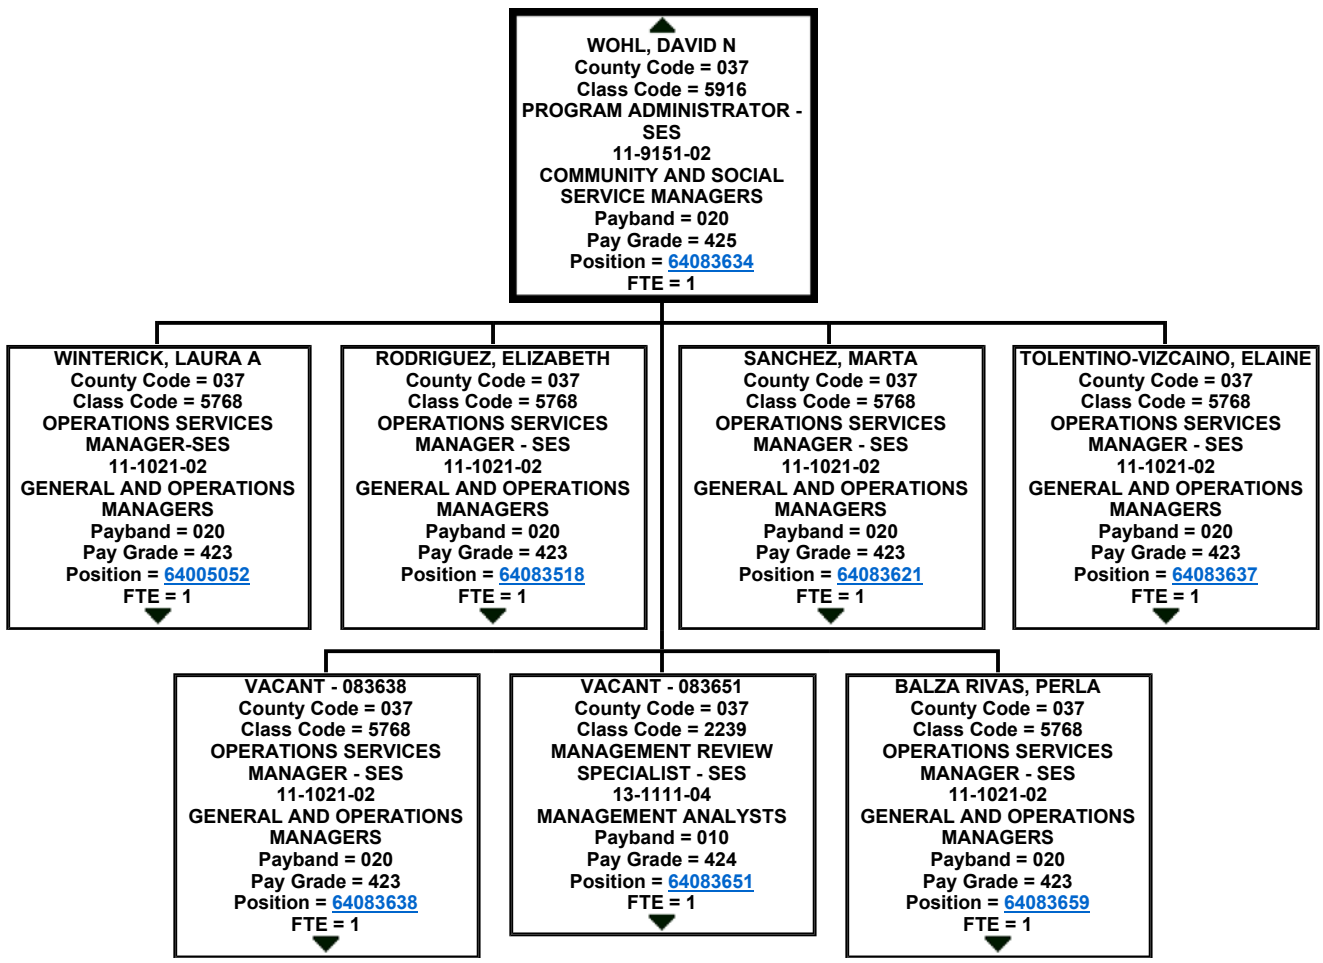 WOHL, DAVID N
County Code = 037
Class Code = 5916
PROGRAM ADMINISTRATOR -
SES
11-9151-02
COMMUNITY AND SOCIAL
SERVICE MANAGERS
Payband = 020
Pay Grade = 425
Position = 64083634
FTE = 1
WINTERICK, LAURA A
County Code = 037
Class Code = 5768
OPERATIONS SERVICES
MANAGER-SES
11-1021-02
GENERAL AND OPERATIONS
MANAGERS
Payband = 020
Pay Grade = 423
Position = 64005052
FTE = 1
RODRIGUEZ, ELIZABETH
County Code = 037
Class Code = 5768
OPERATIONS SERVICES
MANAGER - SES
11-1021-02
GENERAL AND OPERATIONS
MANAGERS
Payband = 020
Pay Grade = 423
Position = 64083518
FTE = 1
SANCHEZ, MARTA
County Code = 037
Class Code = 5768
OPERATIONS SERVICES
MANAGER - SES
11-1021-02
GENERAL AND OPERATIONS
MANAGERS
Payband = 020
Pay Grade = 423
Position = 64083621
FTE = 1
TOLENTINO-VIZCAINO, ELAINE
County Code = 037
Class Code = 5768
OPERATIONS SERVICES
MANAGER - SES
11-1021-02
GENERAL AND OPERATIONS
MANAGERS
Payband = 020
Pay Grade = 423
Position = 64083637
FTE = 1
VACANT - 083638
County Code = 037
Class Code = 5768
OPERATIONS SERVICES
MANAGER - SES
11-1021-02
GENERAL AND OPERATIONS
MANAGERS
Payband = 020
Pay Grade = 423
Position = 64083638
FTE = 1
VACANT - 083651
County Code = 037
Class Code = 2239
MANAGEMENT REVIEW
SPECIALIST - SES
13-1111-04
MANAGEMENT ANALYSTS
Payband = 010
Pay Grade = 424
Position = 64083651
FTE = 1
BALZA RIVAS, PERLA
County Code = 037
Class Code = 5768
OPERATIONS SERVICES
MANAGER - SES
11-1021-02
GENERAL AND OPERATIONS
MANAGERS
Payband = 020
Pay Grade = 423
Position = 64083659
FTE = 1